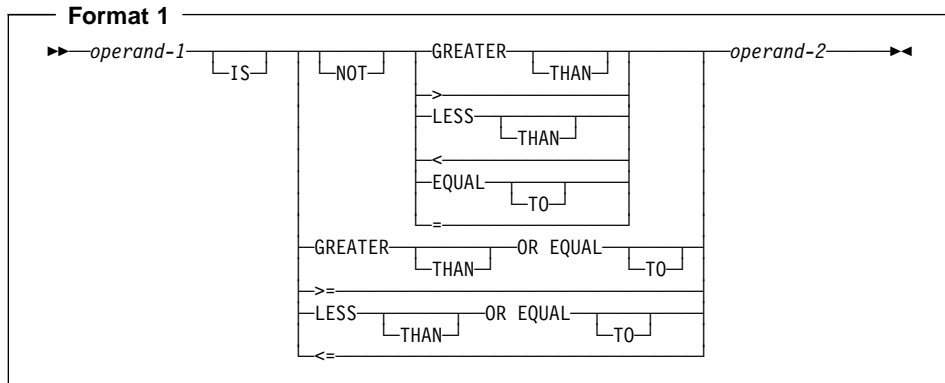 Format 1
operand-1 GREATER operand-2
IS NOT THAN
>
LESS
THAN
<
EQUAL
TO
=
GREATER OR EQUAL
THAN TO
>=
LESS OR EQUAL
THAN TO
<=